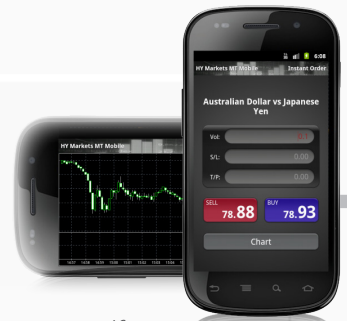 6:08
HY Markets MT Mobile Instant Order
Australian Dollar vs Japanese
Yen
Vol:
S/L: 0.00
T/P: 0.00
SELL BUY
78.88 78.93
Chart
HY Markets MT Mobile